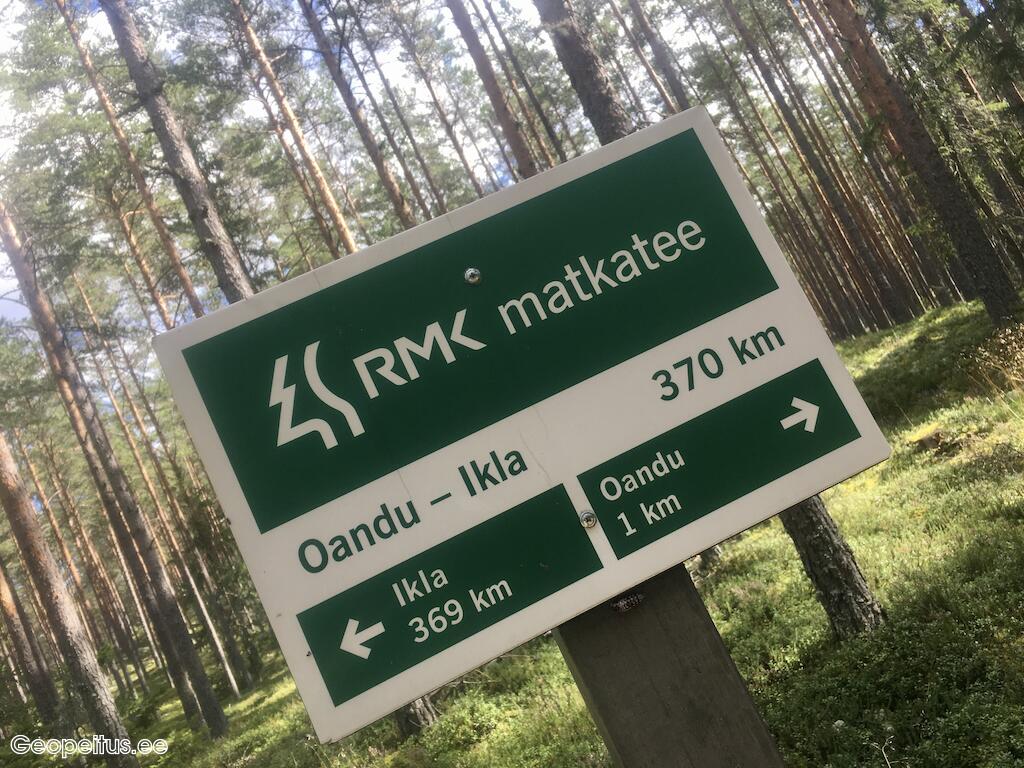 RMK matkatee
Oandu – Ikla 370 km
Ikla
369 km
Oandu
1 km
Geopeitus.ee